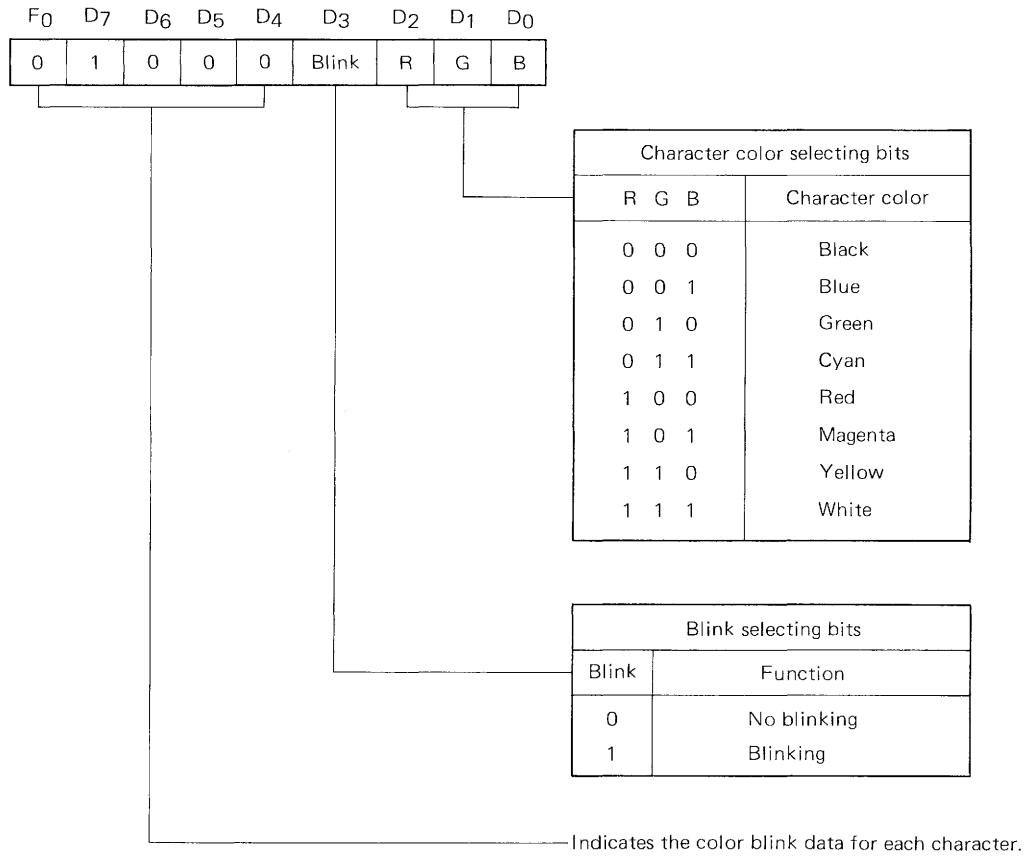 F0 D7 D6 D5 D4 D3 D2 D1 D0
0 1 0 0 0 Blink R G B
Character color selecting bits
R G B Character color
0 0 0 Black
0 0 1 Blue
0 1 0 Green
0 1 1 Cyan
1 0 0 Red
1 0 1 Magenta
1 1 0 Yellow
1 1 1 White
Blink selecting bits
Blink Function
0 No blinking
1 Blinking
Indicates the color blink data for each character.